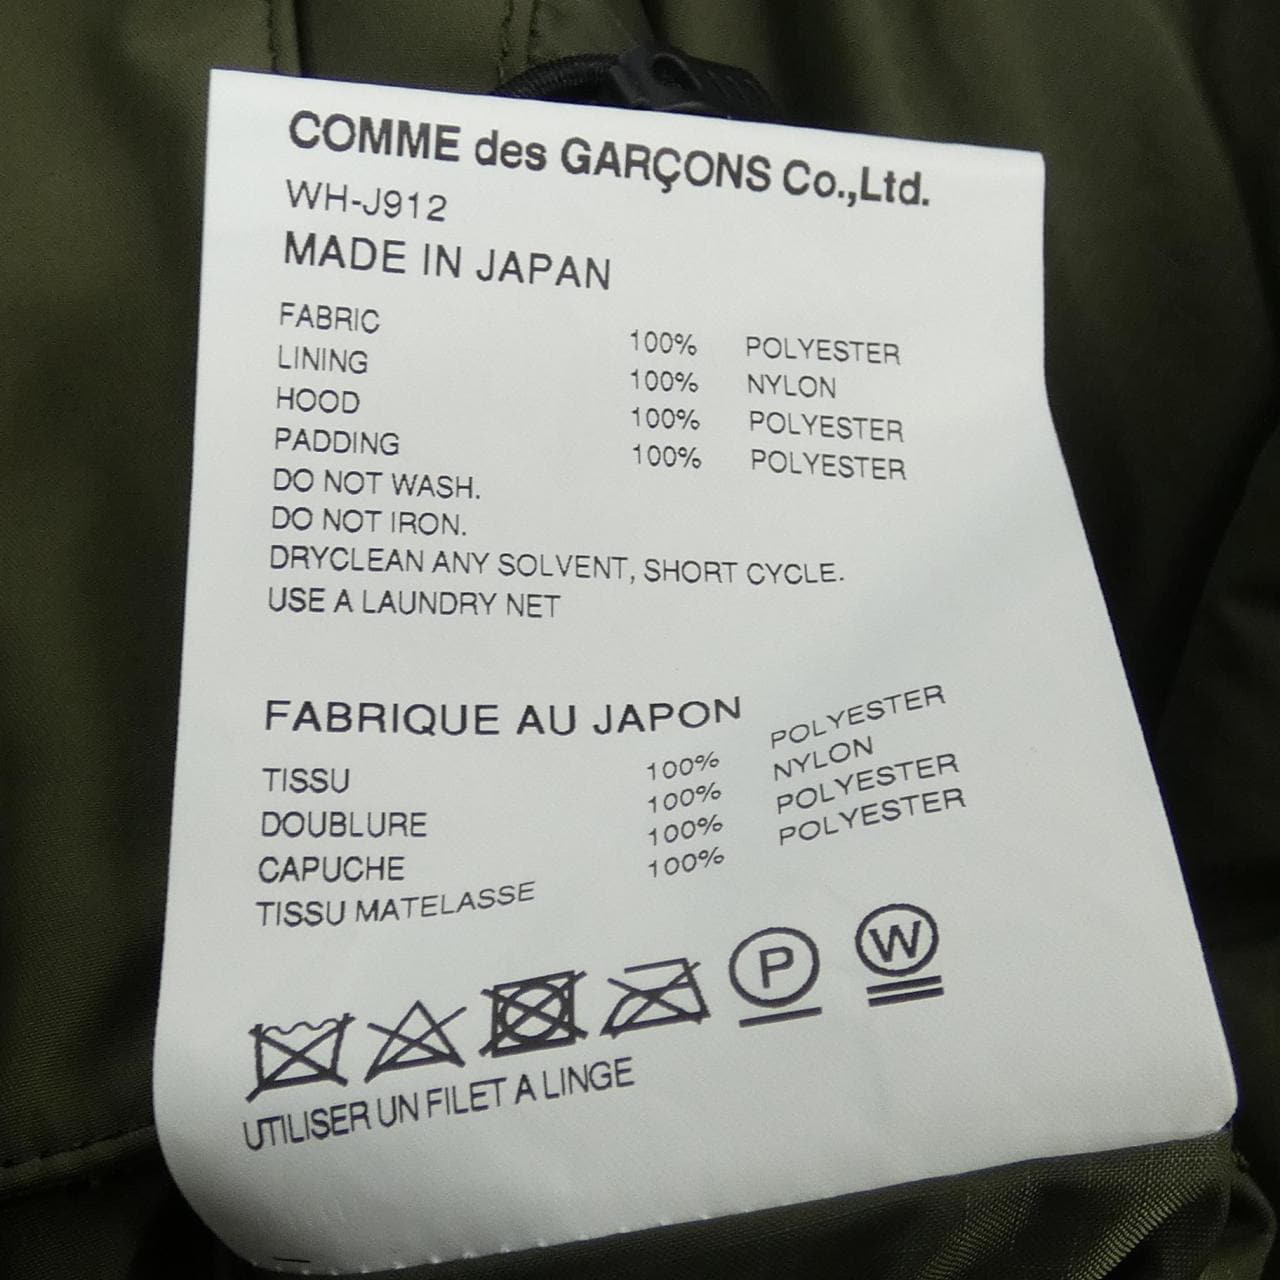 COMME des GARÇONS Co.,Ltd.
WH-J912
MADE IN JAPAN
FABRIC 100% POLYESTER
LINING 100% NYLON
HOOD 100% POLYESTER
PADDING 100% POLYESTER
DO NOT WASH.
DO NOT IRON.
DRYCLEAN ANY SOLVENT, SHORT CYCLE.
USE A LAUNDRY NET
FABRIQUE AU JAPON
TISSU 100% POLYESTER
DOUBLURE 100% NYLON
CAPUCHE 100% POLYESTER
TISSU MATELASSE 100% POLYESTER
P W
UTILISER UN FILET A LINGE